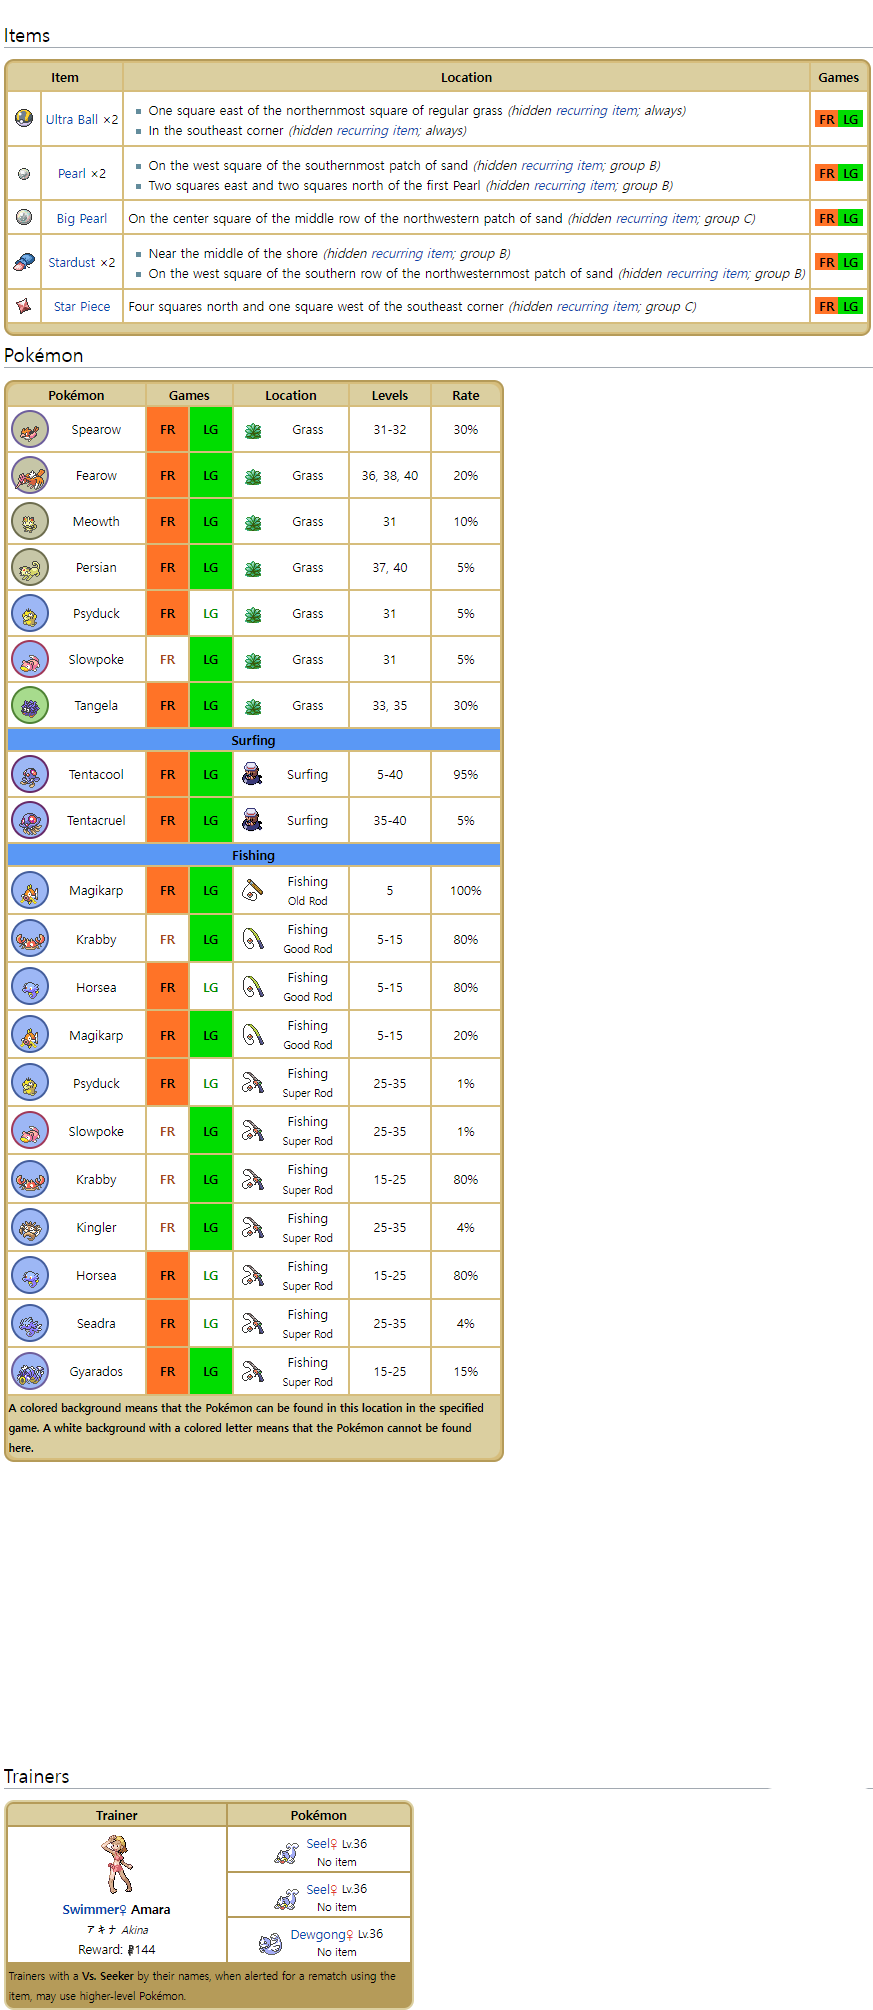 Items
Item Location Games
Ultra Ball ×2
One square east of the northernmost square of regular grass (hidden recurring item; always)
In the southeast corner (hidden recurring item; always)
FR LG
Pearl ×2
On the west square of the southernmost patch of sand (hidden recurring item; group B)
Two squares east and two squares north of the first Pearl (hidden recurring item; group B)
FR LG
Big Pearl On the center square of the middle row of the northwestern patch of sand (hidden recurring item; group C) FR LG
Stardust ×2
Near the middle of the shore (hidden recurring item; group B)
On the west square of the southern row of the northwesternmost patch of sand (hidden recurring item; group B)
FR LG
Star Piece Four squares north and one square west of the southeast corner (hidden recurring item; group C) FR LG
Pokémon
Pokémon Games Location Levels Rate
Spearow FR LG Grass 31-32 30%
Fearow FR LG Grass 36, 38, 40 20%
Meowth FR LG Grass 31 10%
Persian FR LG Grass 37, 40 5%
Psyduck FR LG Grass 31 5%
Slowpoke FR LG Grass 31 5%
Tangela FR LG Grass 33, 35 30%
Surfing
Tentacool FR LG Surfing 5-40 95%
Tentacruel FR LG Surfing 35-40 5%
Fishing
Magikarp FR LG Fishing Old Rod 5 100%
Krabby FR LG Fishing Good Rod 5-15 80%
Horsea FR LG Fishing Good Rod 5-15 80%
Magikarp FR LG Fishing Good Rod 5-15 20%
Psyduck FR LG Fishing Super Rod 25-35 1%
Slowpoke FR LG Fishing Super Rod 25-35 1%
Krabby FR LG Fishing Super Rod 15-25 80%
Kingler FR LG Fishing Super Rod 25-35 4%
Horsea FR LG Fishing Super Rod 15-25 80%
Seadra FR LG Fishing Super Rod 25-35 4%
Gyarados FR LG Fishing Super Rod 15-25 15%
A colored background means that the Pokémon can be found in this location in the specified
game. A white background with a colored letter means that the Pokémon cannot be found
here.
Trainers
Trainer Pokémon
Swimmer♀ Amara
アキナ Akina
Reward: 144
Seel♀ Lv.36
No item
Seel♀ Lv.36
No item
Dewgong♀ Lv.36
No item
Trainers with a Vs. Seeker by their names, when alerted for a rematch using the
item, may use higher-level Pokémon.